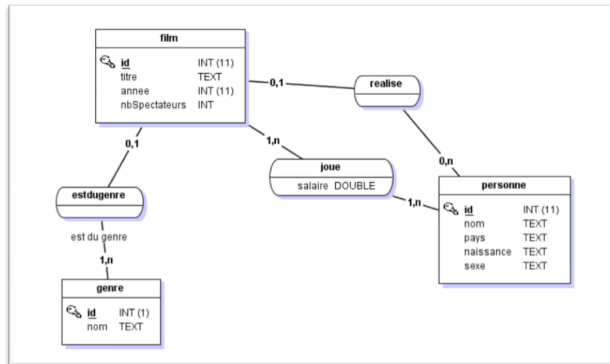 film
id INT (11)
titre TEXT
annee INT (11)
nbSpectateurs INT
0,1
realise
0,1
1,n
0,n
joue
salaire DOUBLE
estdugenre
1,n
personne
id INT (11)
nom TEXT
pays TEXT
naissance TEXT
sexe TEXT
est du genre
1,n
genre
id INT (1)
nom TEXT